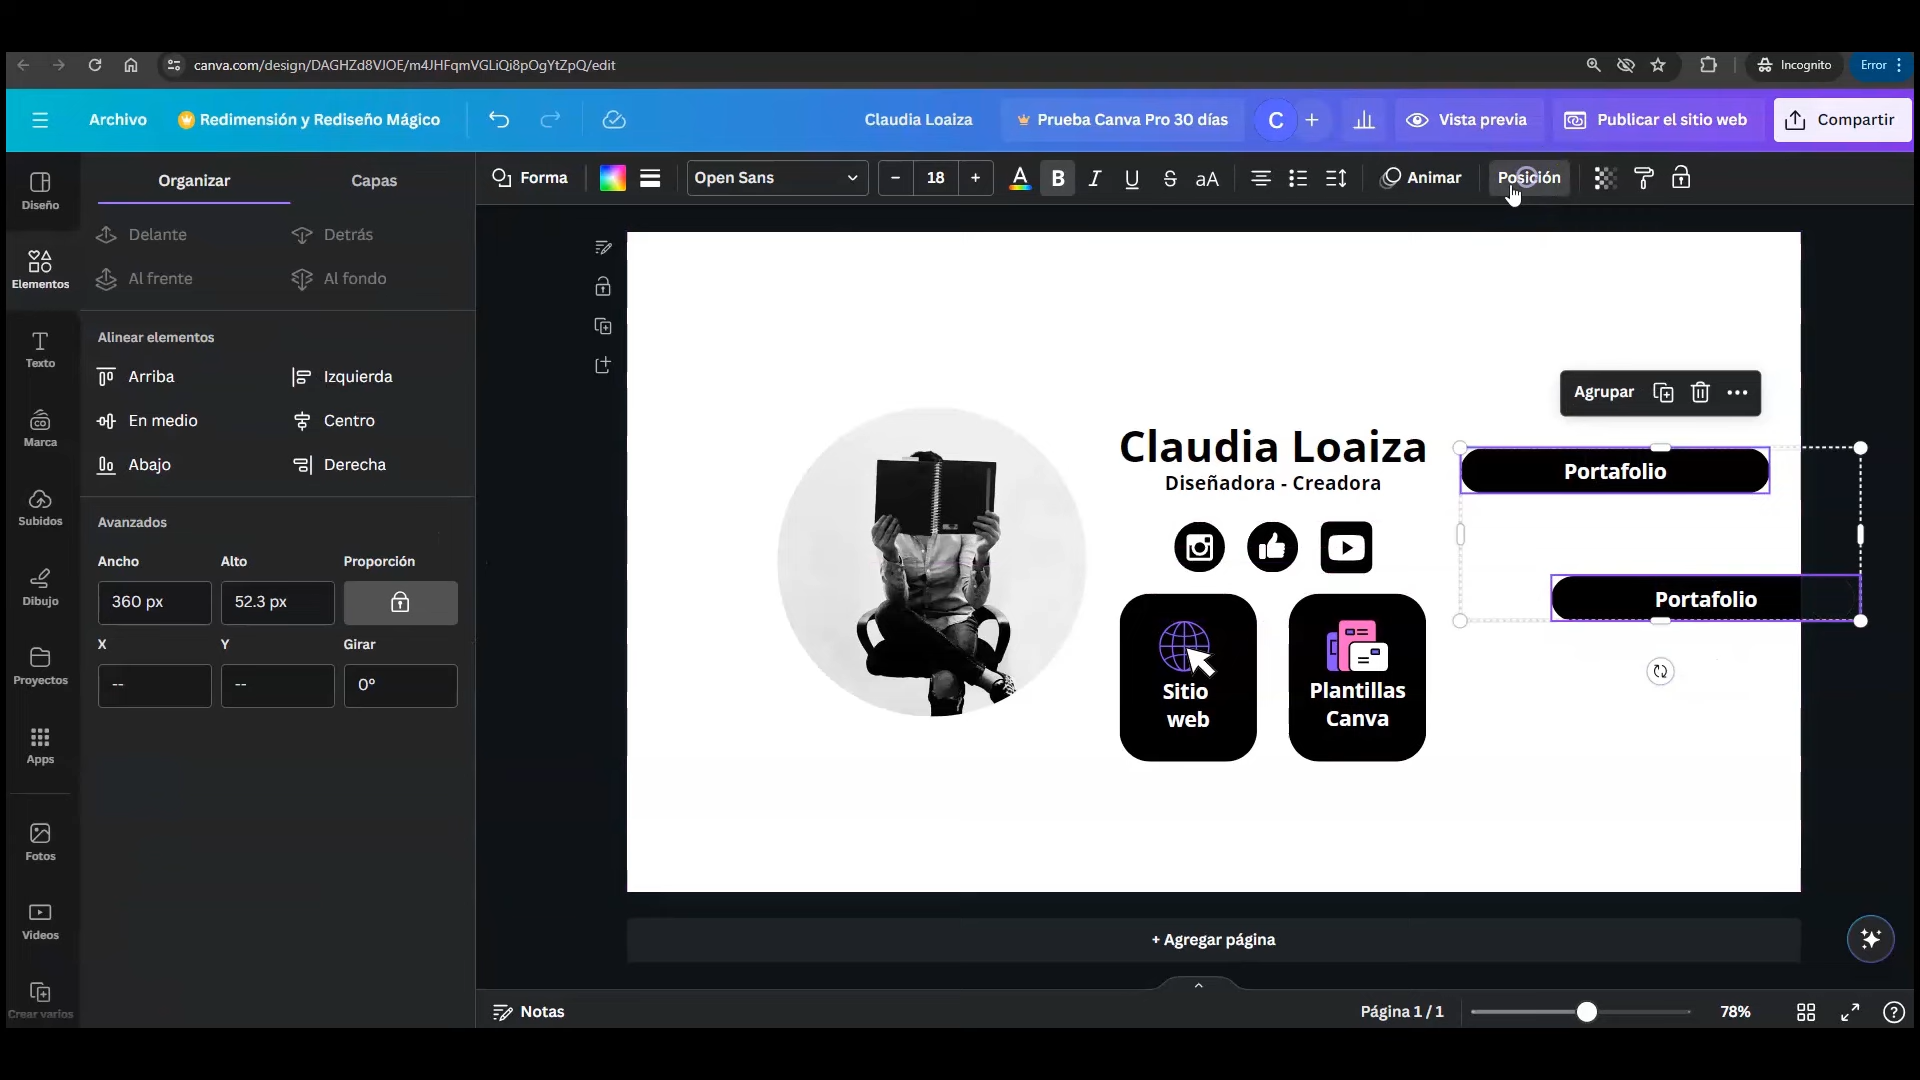 canva.com/design/DAGHZd8VJOE/m4JHFqmVGLiQi8pOgYtZpQ/edit
Incognito
Error
Archivo
Redimensión y Rediseño Mágico
Claudia Loaiza
Prueba Canva Pro 30 días
C
Vista previa
Publicar el sitio web
Compartir
Forma
Open Sans
18
A
B
I
U
S
aA
Animar
Posición
Diseño
Elementos
Texto
Marca
Subidos
Dibujo
Proyectos
Apps
Fotos
Videos
Crear varios
Organizar
Capas
Delante
Detrás
Al frente
Al fondo
Alinear elementos
Arriba
Izquierda
En medio
Centro
Abajo
Derecha
Avanzados
Ancho
Alto
Proporción
360 px
52.3 px
X
Y
Girar
--
--
0°
Agrupar
Claudia Loaiza
Diseñadora - Creadora
Portafolio
Portafolio
Sitio
web
Plantillas
Canva
+ Agregar página
Notas
Página 1 / 1
78%